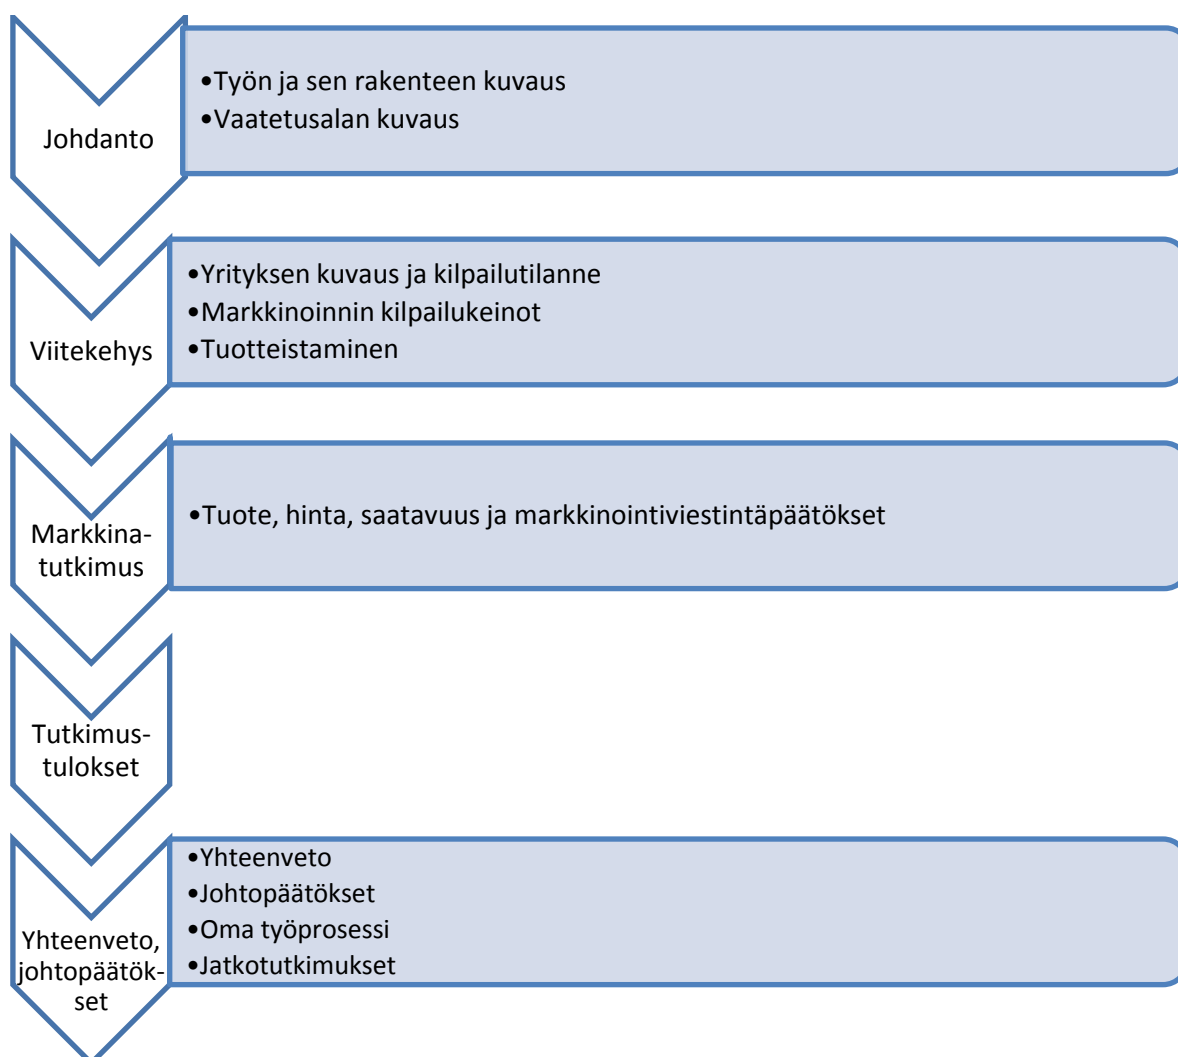 Johdanto
•Työn ja sen rakenteen kuvaus
•Vaatetusalan kuvaus
Viitekehys
•Yrityksen kuvaus ja kilpailutilanne
•Markkinoinnin kilpailukeinot
•Tuotteistaminen
Markkina-
tutkimus
•Tuote, hinta, saatavuus ja markkinointiviestintäpäätökset
Tutkimus-
tulokset
Yhteenveto,
johtopäätök-
set
•Yhteenveto
•Johtopäätökset
•Oma työprosessi
•Jatkotutkimukset